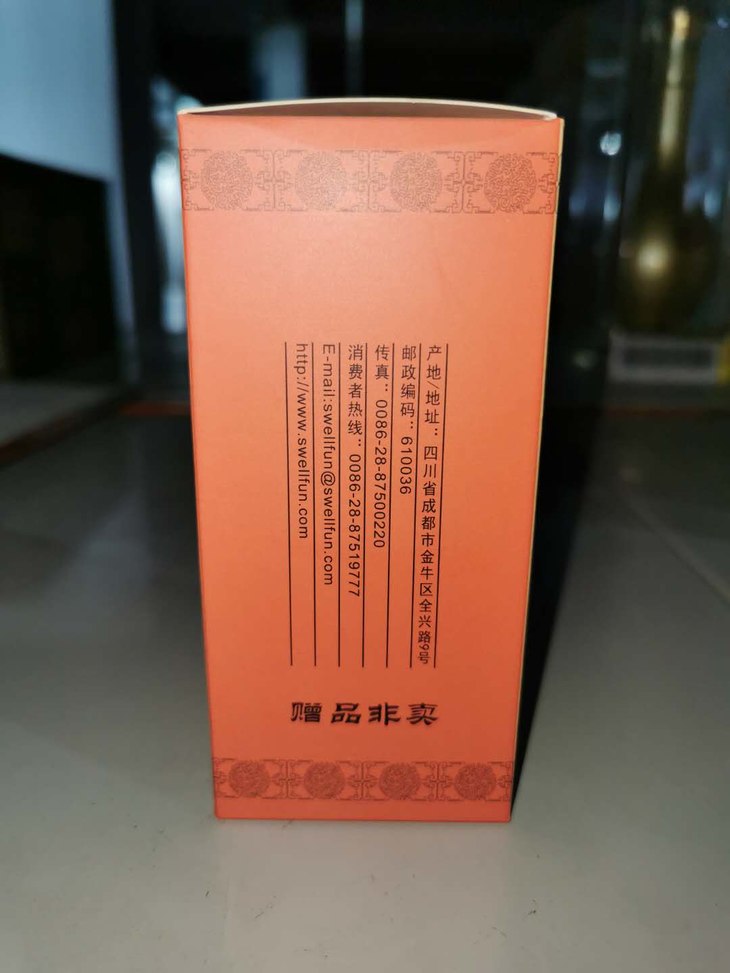 产地/地址：四川省成都市金牛区全兴路9号
邮政编码：610036
传真：0086-28-87500220
消费者热线：0086-28-87519777
E-mail:swellfun@swellfun.com
http://www.swellfun.com
赠品非卖